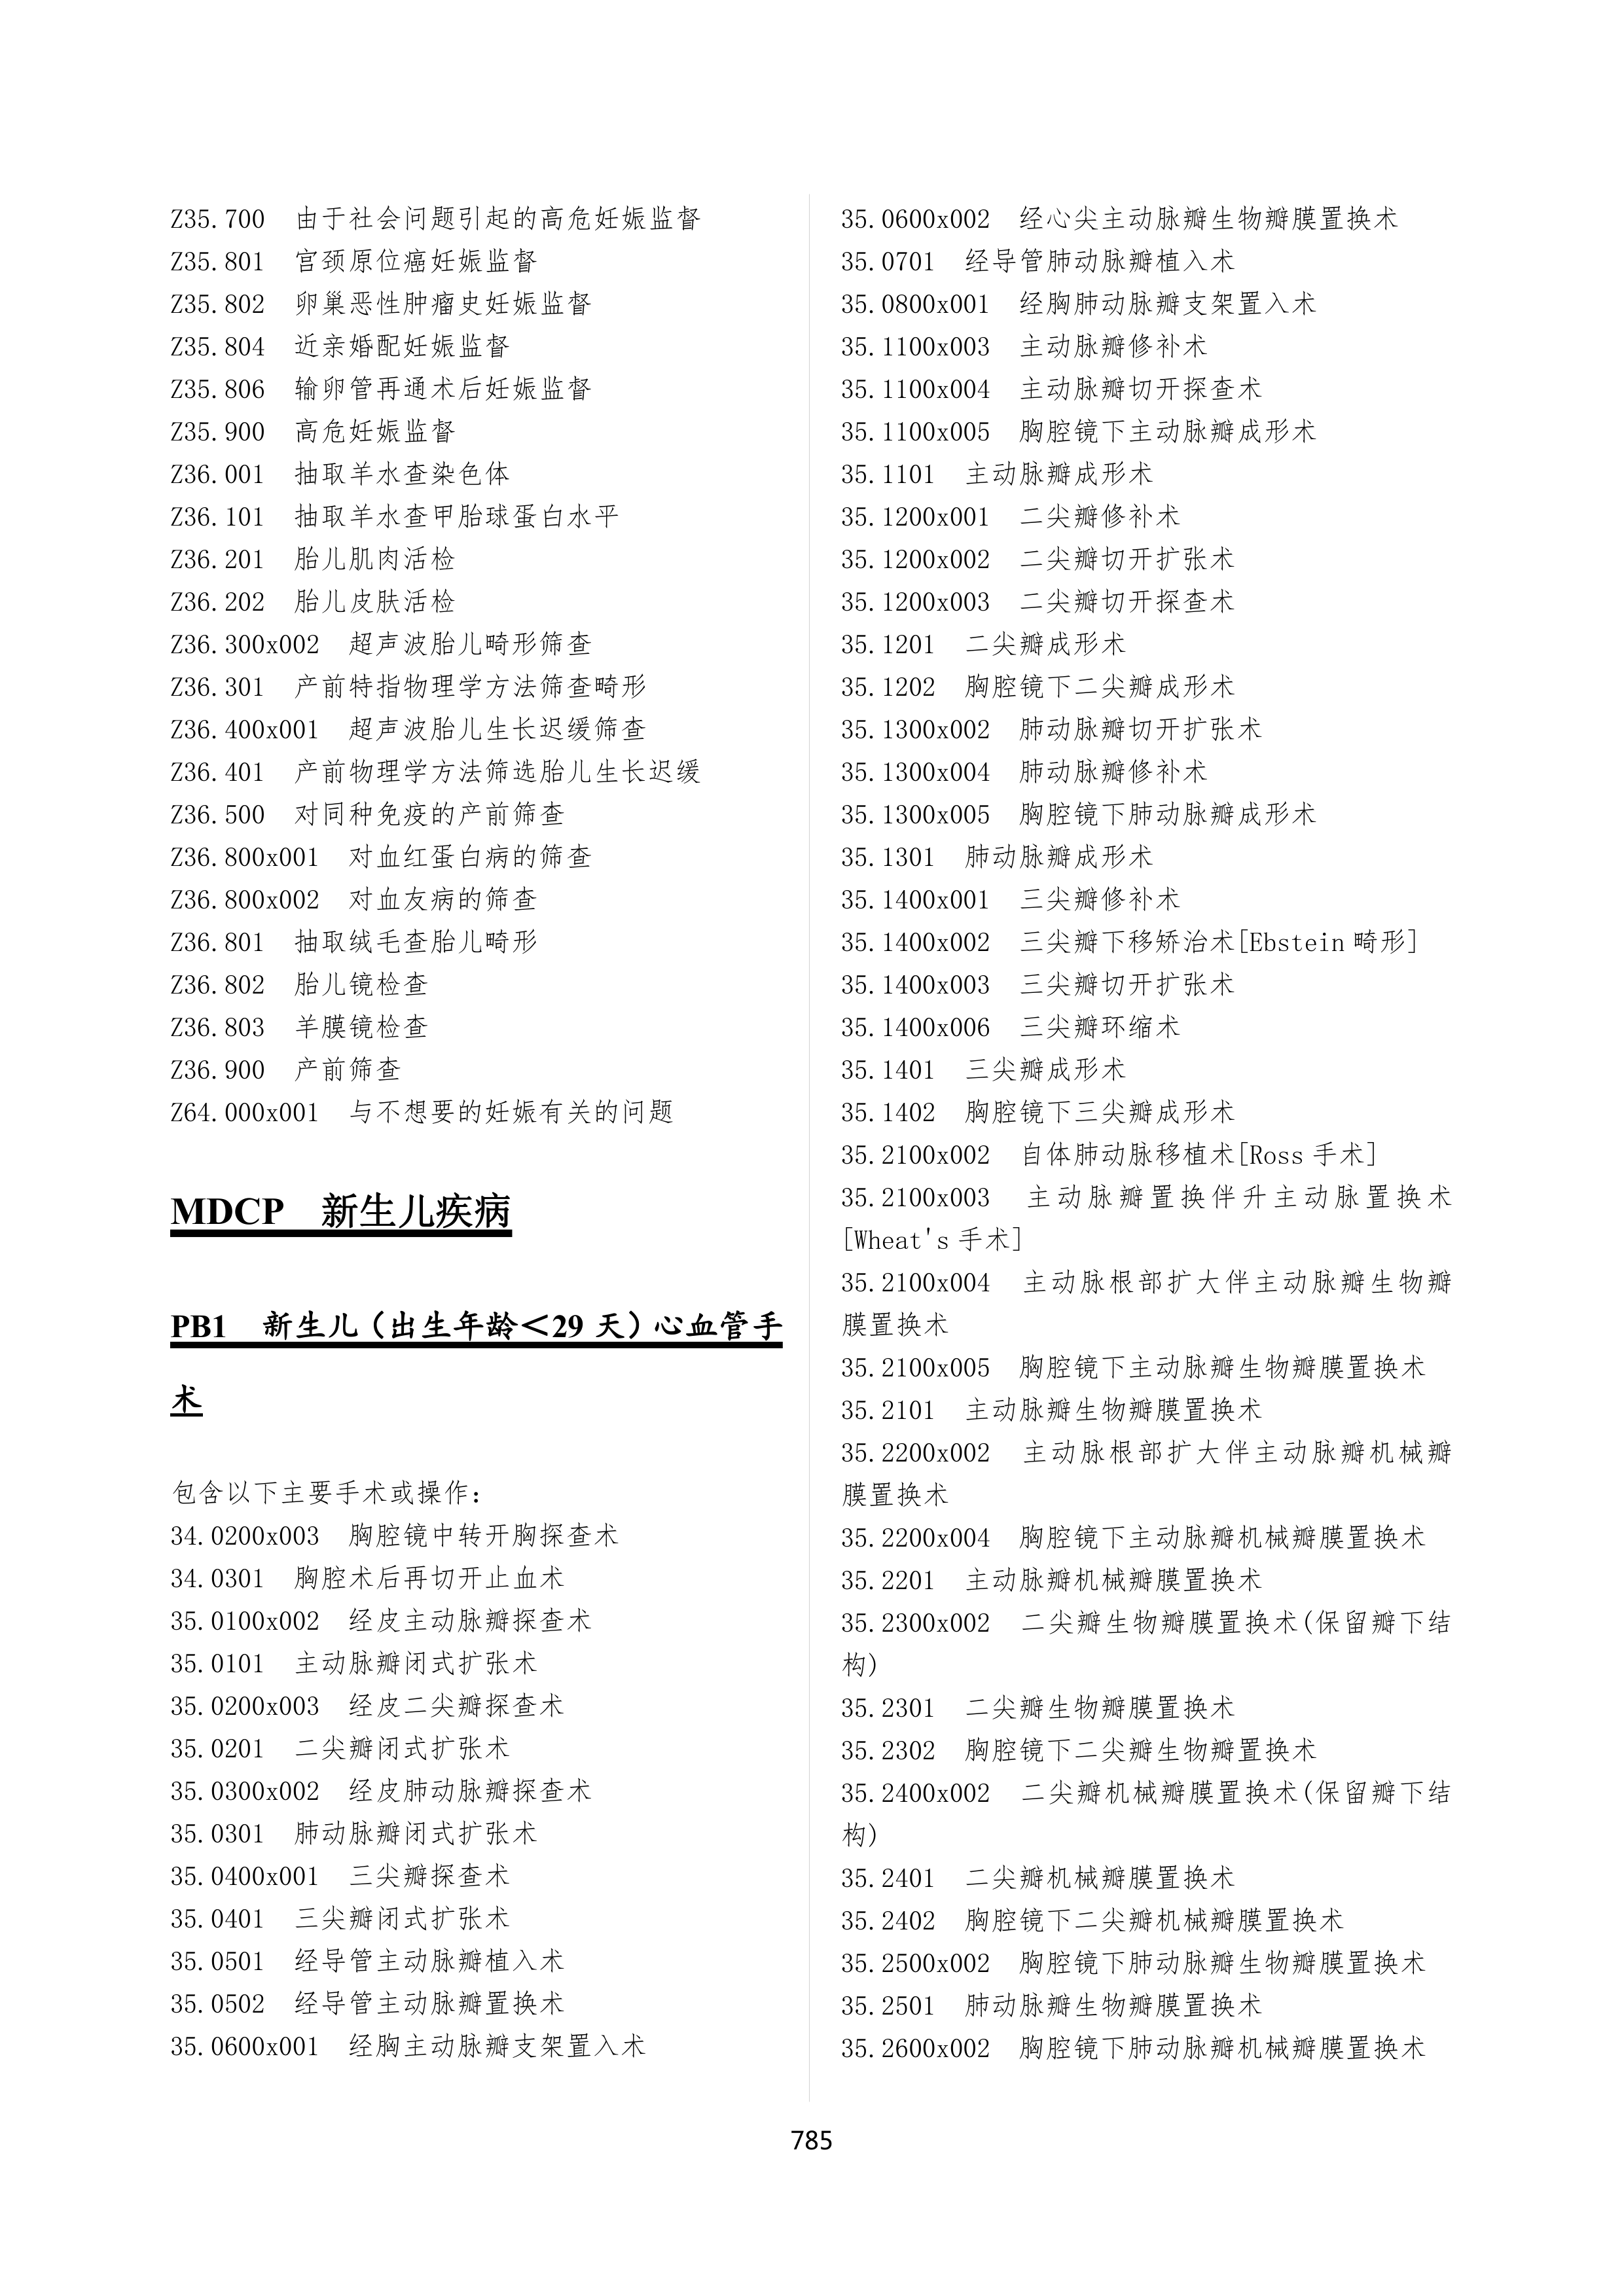 Z35.700 由于社会问题引起的高危妊娠监督
Z35.801 宫颈原位癌妊娠监督
Z35.802 卵巢恶性肿瘤史妊娠监督
Z35.804 近亲婚配妊娠监督
Z35.806 输卵管再通术后妊娠监督
Z35.900 高危妊娠监督
Z36.001 抽取羊水查染色体
Z36.101 抽取羊水查甲胎球蛋白水平
Z36.201 胎儿肌肉活检
Z36.202 胎儿皮肤活检
Z36.300x002 超声波胎儿畸形筛查
Z36.301 产前特指物理学方法筛查畸形
Z36.400x001 超声波胎儿生长迟缓筛查
Z36.401 产前物理学方法筛选胎儿生长迟缓
Z36.500 对同种免疫的产前筛查
Z36.800x001 对血红蛋白病的筛查
Z36.800x002 对血友病的筛查
Z36.801 抽取绒毛查胎儿畸形
Z36.802 胎儿镜检查
Z36.803 羊膜镜检查
Z36.900 产前筛查
Z64.000x001 与不想要的妊娠有关的问题
MDCP 新生儿疾病
PB1 新生儿（出生年龄＜29 天）心血管手
术
包含以下主要手术或操作：
34.0200x003 胸腔镜中转开胸探查术
34.0301 胸腔术后再切开止血术
35.0100x002 经皮主动脉瓣探查术
35.0101 主动脉瓣闭式扩张术
35.0200x003 经皮二尖瓣探查术
35.0201 二尖瓣闭式扩张术
35.0300x002 经皮肺动脉瓣探查术
35.0301 肺动脉瓣闭式扩张术
35.0400x001 三尖瓣探查术
35.0401 三尖瓣闭式扩张术
35.0501 经导管主动脉瓣植入术
35.0502 经导管主动脉瓣置换术
35.0600x001 经胸主动脉瓣支架置入术
35.0600x002 经心尖主动脉瓣生物瓣膜置换术
35.0701 经导管肺动脉瓣植入术
35.0800x001 经胸肺动脉瓣支架置入术
35.1100x003 主动脉瓣修补术
35.1100x004 主动脉瓣切开探查术
35.1100x005 胸腔镜下主动脉瓣成形术
35.1101 主动脉瓣成形术
35.1200x001 二尖瓣修补术
35.1200x002 二尖瓣切开扩张术
35.1200x003 二尖瓣切开探查术
35.1201 二尖瓣成形术
35.1202 胸腔镜下二尖瓣成形术
35.1300x002 肺动脉瓣切开扩张术
35.1300x004 肺动脉瓣修补术
35.1300x005 胸腔镜下肺动脉瓣成形术
35.1301 肺动脉瓣成形术
35.1400x001 三尖瓣修补术
35.1400x002 三尖瓣下移矫治术[Ebstein 畸形]
35.1400x003 三尖瓣切开扩张术
35.1400x006 三尖瓣环缩术
35.1401 三尖瓣成形术
35.1402 胸腔镜下三尖瓣成形术
35.2100x002 自体肺动脉移植术[Ross 手术]
35.2100x003 主动脉瓣置换伴升主动脉置换术
[Wheat's 手术]
35.2100x004 主动脉根部扩大伴主动脉瓣生物瓣
膜置换术
35.2100x005 胸腔镜下主动脉瓣生物瓣膜置换术
35.2101 主动脉瓣生物瓣膜置换术
35.2200x002 主动脉根部扩大伴主动脉瓣机械瓣
膜置换术
35.2200x004 胸腔镜下主动脉瓣机械瓣膜置换术
35.2201 主动脉瓣机械瓣膜置换术
35.2300x002 二尖瓣生物瓣膜置换术(保留瓣下结
构)
35.2301 二尖瓣生物瓣膜置换术
35.2302 胸腔镜下二尖瓣生物瓣置换术
35.2400x002 二尖瓣机械瓣膜置换术(保留瓣下结
构)
35.2401 二尖瓣机械瓣膜置换术
35.2402 胸腔镜下二尖瓣机械瓣膜置换术
35.2500x002 胸腔镜下肺动脉瓣生物瓣膜置换术
35.2501 肺动脉瓣生物瓣膜置换术
35.2600x002 胸腔镜下肺动脉瓣机械瓣膜置换术
785